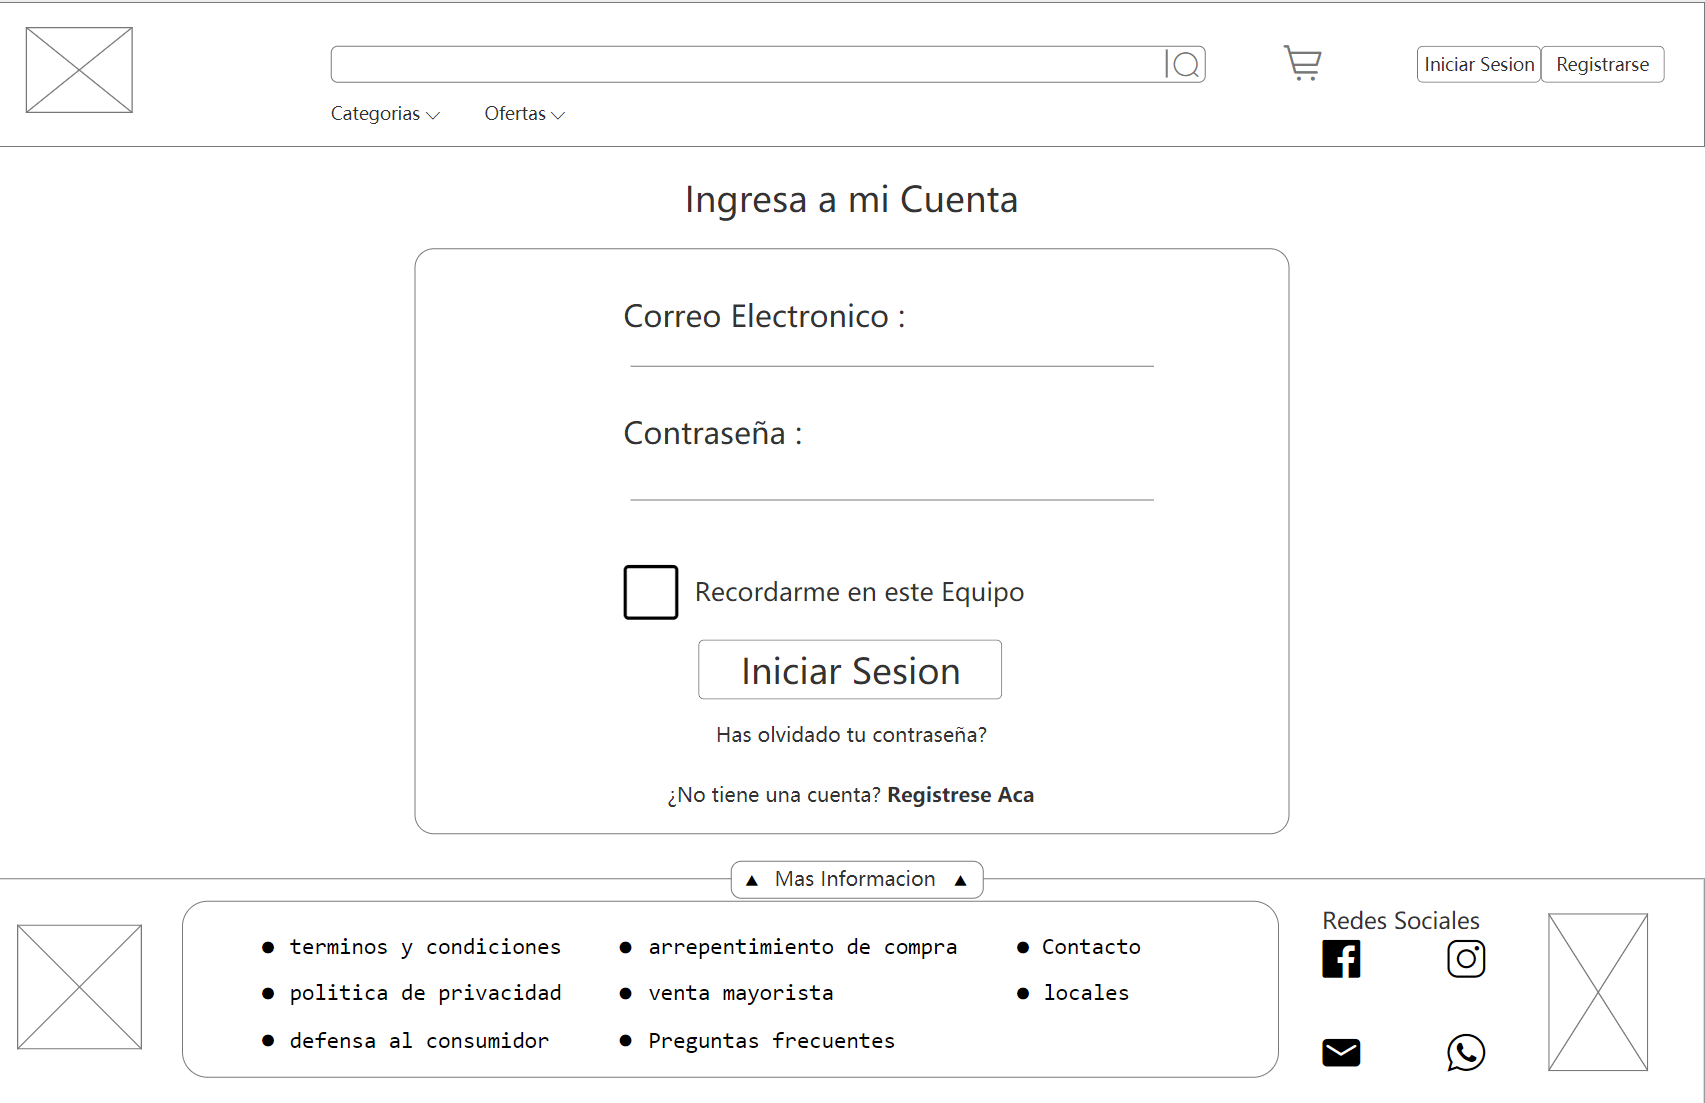 Iniciar Sesion
Registrarse
Categorias
Ofertas
Ingresa a mi Cuenta
Correo Electronico :
Contraseña :
Recordarme en este Equipo
Iniciar Sesion
Has olvidado tu contraseña?
¿No tiene una cuenta? Registrese Aca
▲ Mas Informacion ▲
● terminos y condiciones
● politica de privacidad
● defensa al consumidor
● arrepentimiento de compra
● venta mayorista
● Preguntas frecuentes
● Contacto
● locales
Redes Sociales